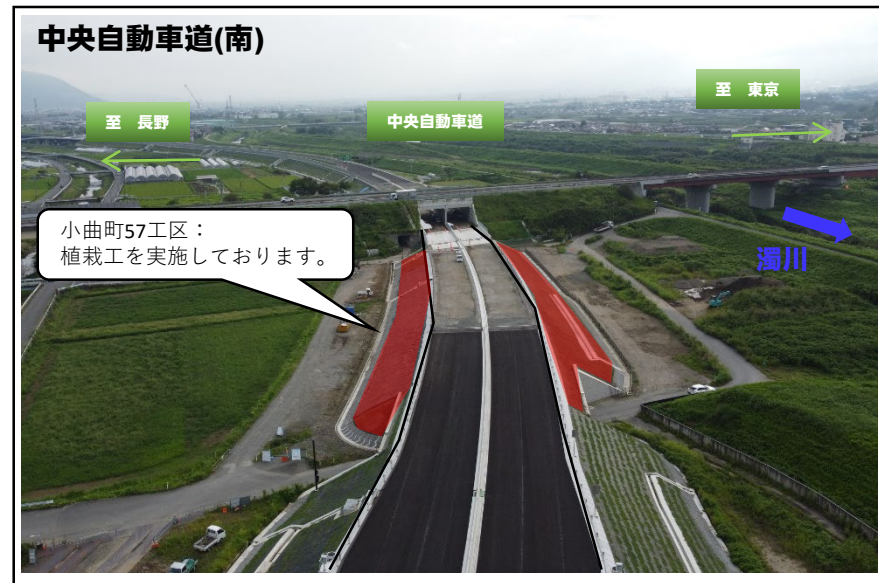 中央自動車道(南)
至　東京
至　長野
中央自動車道
小曲町57工区：
植栽工を実施しております。
濁川